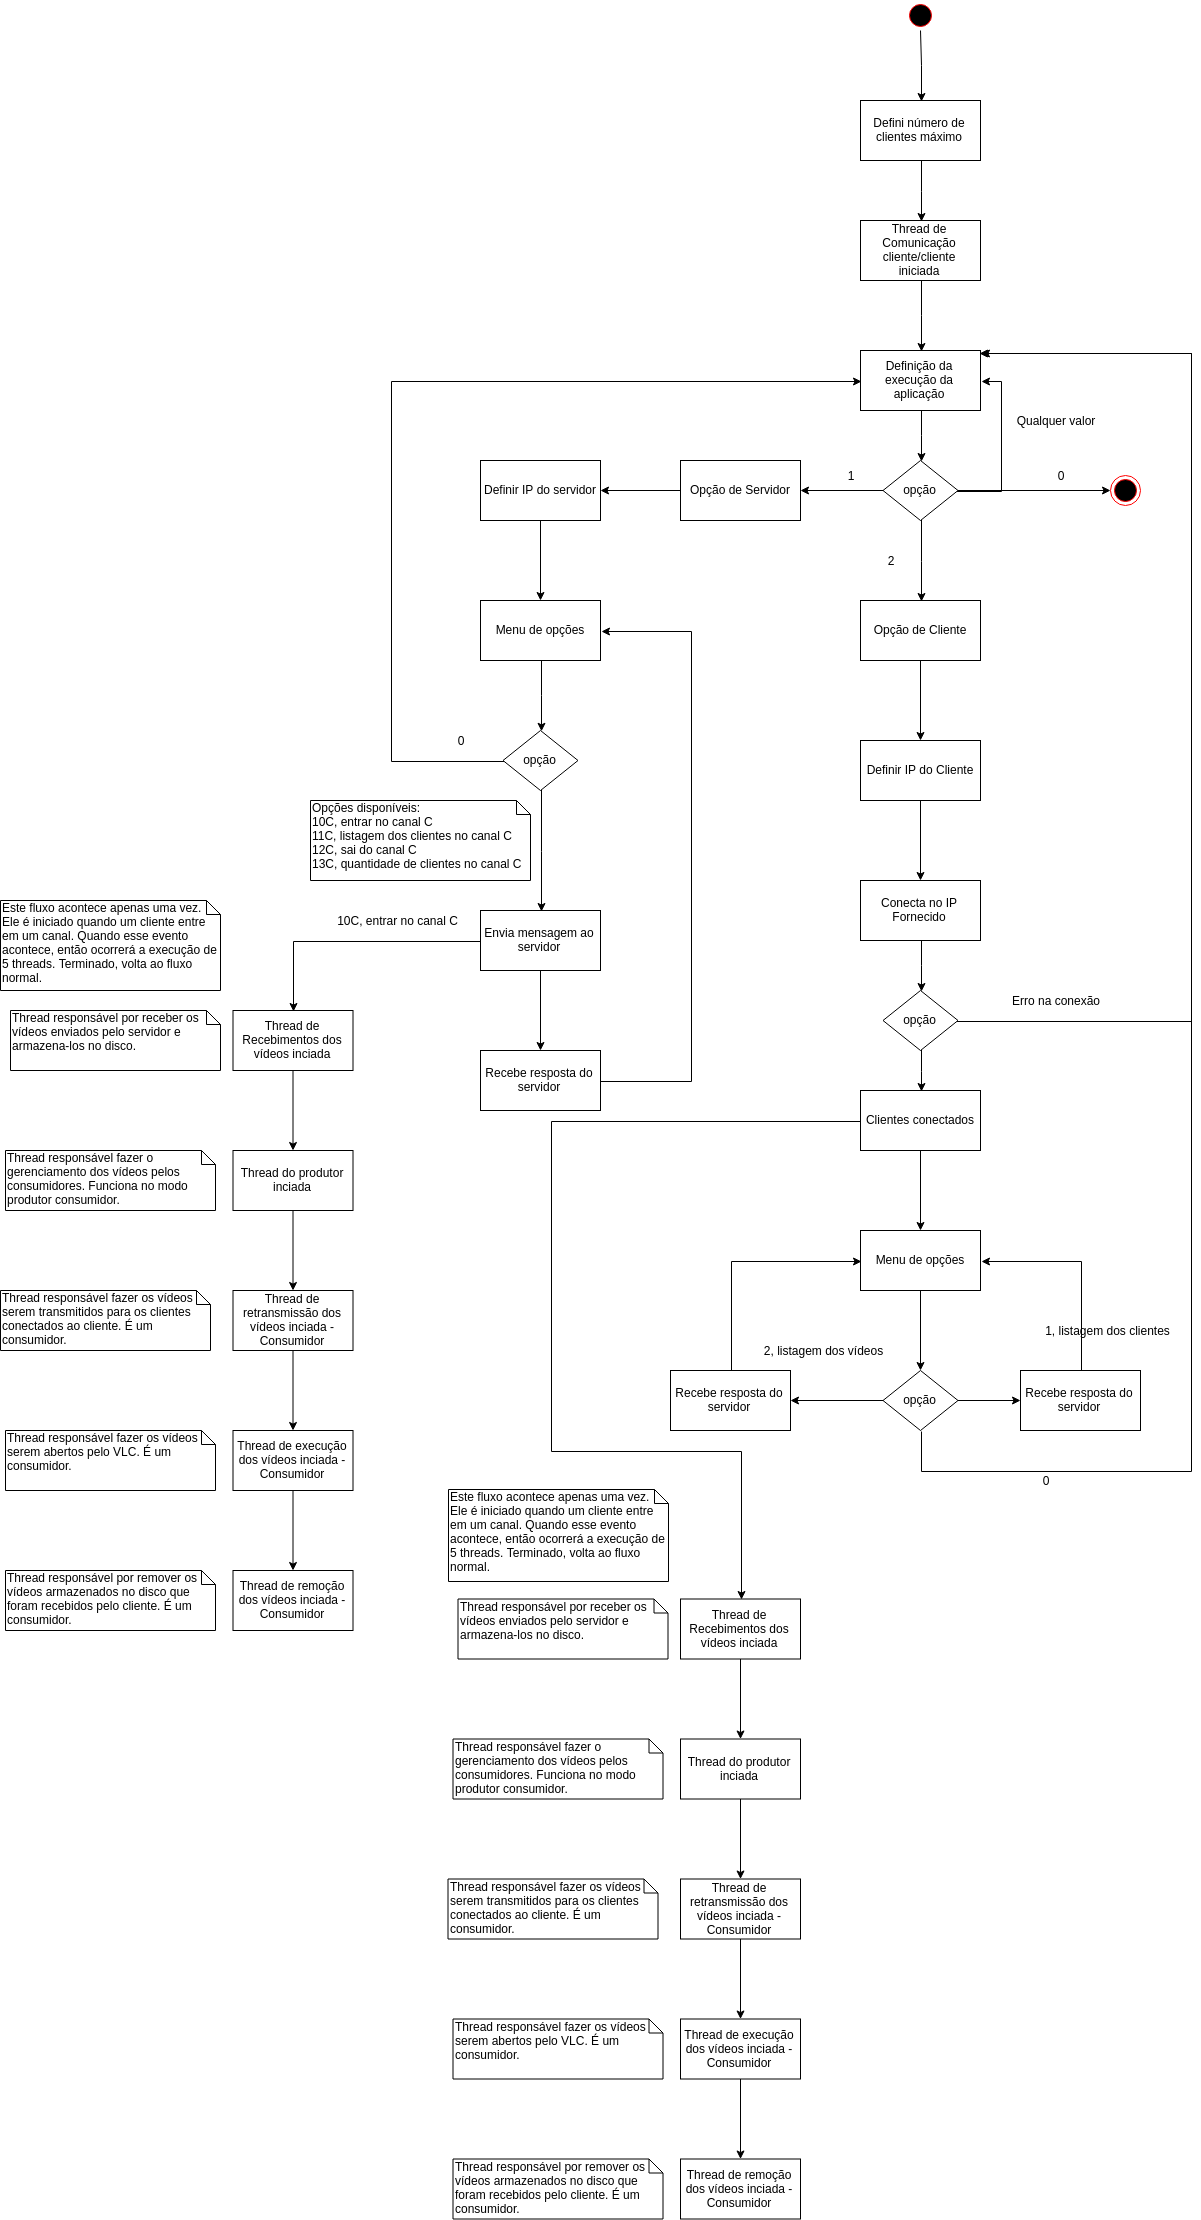 Defini número de
clientes máximo
Thread de
Comunicação
cliente/cliente
iniciada
Definição da
execução da
aplicação
Qualquer valor
opção
0
1
Opção de Servidor
Definir IP do servidor
2
Menu de opções
Opção de Cliente
opção
0
Definir IP do Cliente
Opções disponíveis:
10C, entrar no canal C
11C, listagem dos clientes no canal C
12C, sai do canal C
13C, quantidade de clientes no canal C
Conecta no IP
Fornecido
Envia mensagem ao
servidor
10C, entrar no canal C
Este fluxo acontece apenas uma vez.
Ele é iniciado quando um cliente entre
em um canal. Quando esse evento
acontece, então ocorrerá a execução de
5 threads. Terminado, volta ao fluxo
normal.
opção
Erro na conexão
Thread responsável por receber os
vídeos enviados pelo servidor e
armazena-los no disco.
Thread de
Recebimentos dos
vídeos inciada
Recebe resposta do
servidor
Clientes conectados
Thread responsável fazer o
gerenciamento dos vídeos pelos
consumidores. Funciona no modo
produtor consumidor.
Thread do produtor
inciada
Menu de opções
Thread responsável fazer os vídeos
serem transmitidos para os clientes
conectados ao cliente. É um
consumidor.
Thread de
retransmissão dos
vídeos inciada -
Consumidor
2, listagem dos vídeos
1, listagem dos clientes
Recebe resposta do
servidor
opção
Recebe resposta do
servidor
0
Thread responsável fazer os vídeos
serem abertos pelo VLC. É um
consumidor.
Thread de execução
dos vídeos inciada -
Consumidor
Thread responsável por remover os
vídeos armazenados no disco que
foram recebidos pelo cliente. É um
consumidor.
Thread de remoção
dos vídeos inciada -
Consumidor
Este fluxo acontece apenas uma vez.
Ele é iniciado quando um cliente entre
em um canal. Quando esse evento
acontece, então ocorrerá a execução de
5 threads. Terminado, volta ao fluxo
normal.
Thread responsável por receber os
vídeos enviados pelo servidor e
armazena-los no disco.
Thread de
Recebimentos dos
vídeos inciada
Thread responsável fazer o
gerenciamento dos vídeos pelos
consumidores. Funciona no modo
produtor consumidor.
Thread do produtor
inciada
Thread responsável fazer os vídeos
serem transmitidos para os clientes
conectados ao cliente. É um
consumidor.
Thread de
retransmissão dos
vídeos inciada -
Consumidor
Thread responsável fazer os vídeos
serem abertos pelo VLC. É um
consumidor.
Thread de execução
dos vídeos inciada -
Consumidor
Thread responsável por remover os
vídeos armazenados no disco que
foram recebidos pelo cliente. É um
consumidor.
Thread de remoção
dos vídeos inciada -
Consumidor